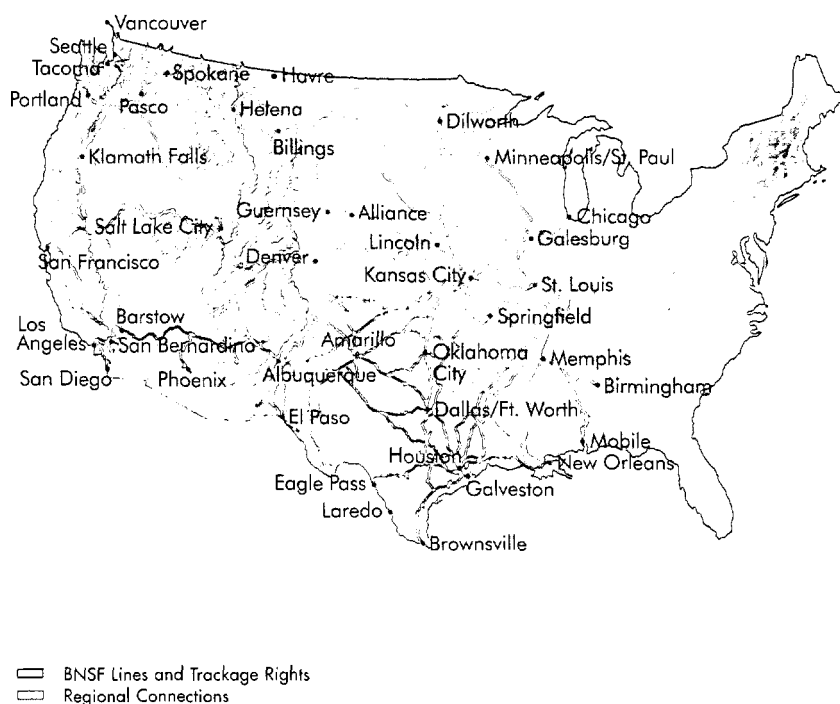 Vancouver
Seattle
Tacoma
Spokane
Havre
Portland
Pasco
Helena
Dilworth
Billings
Klamath Falls
Minneapolis/St. Paul
Guernsey
Alliance
Chicago
Salt Lake City
Lincoln
Galesburg
San Francisco
Denver
Kansas City
St. Louis
Barstow
Springfield
Los
Angeles
San Bernardino
Amarillo
Oklahoma
City
Memphis
San Diego
Phoenix
Albuquerque
Birmingham
El Paso
Dallas/Ft. Worth
Mobile
Houston
New Orleans
Eagle Pass
Galveston
Laredo
Brownsville
BNSF Lines and Trackage Rights
Regional Connections